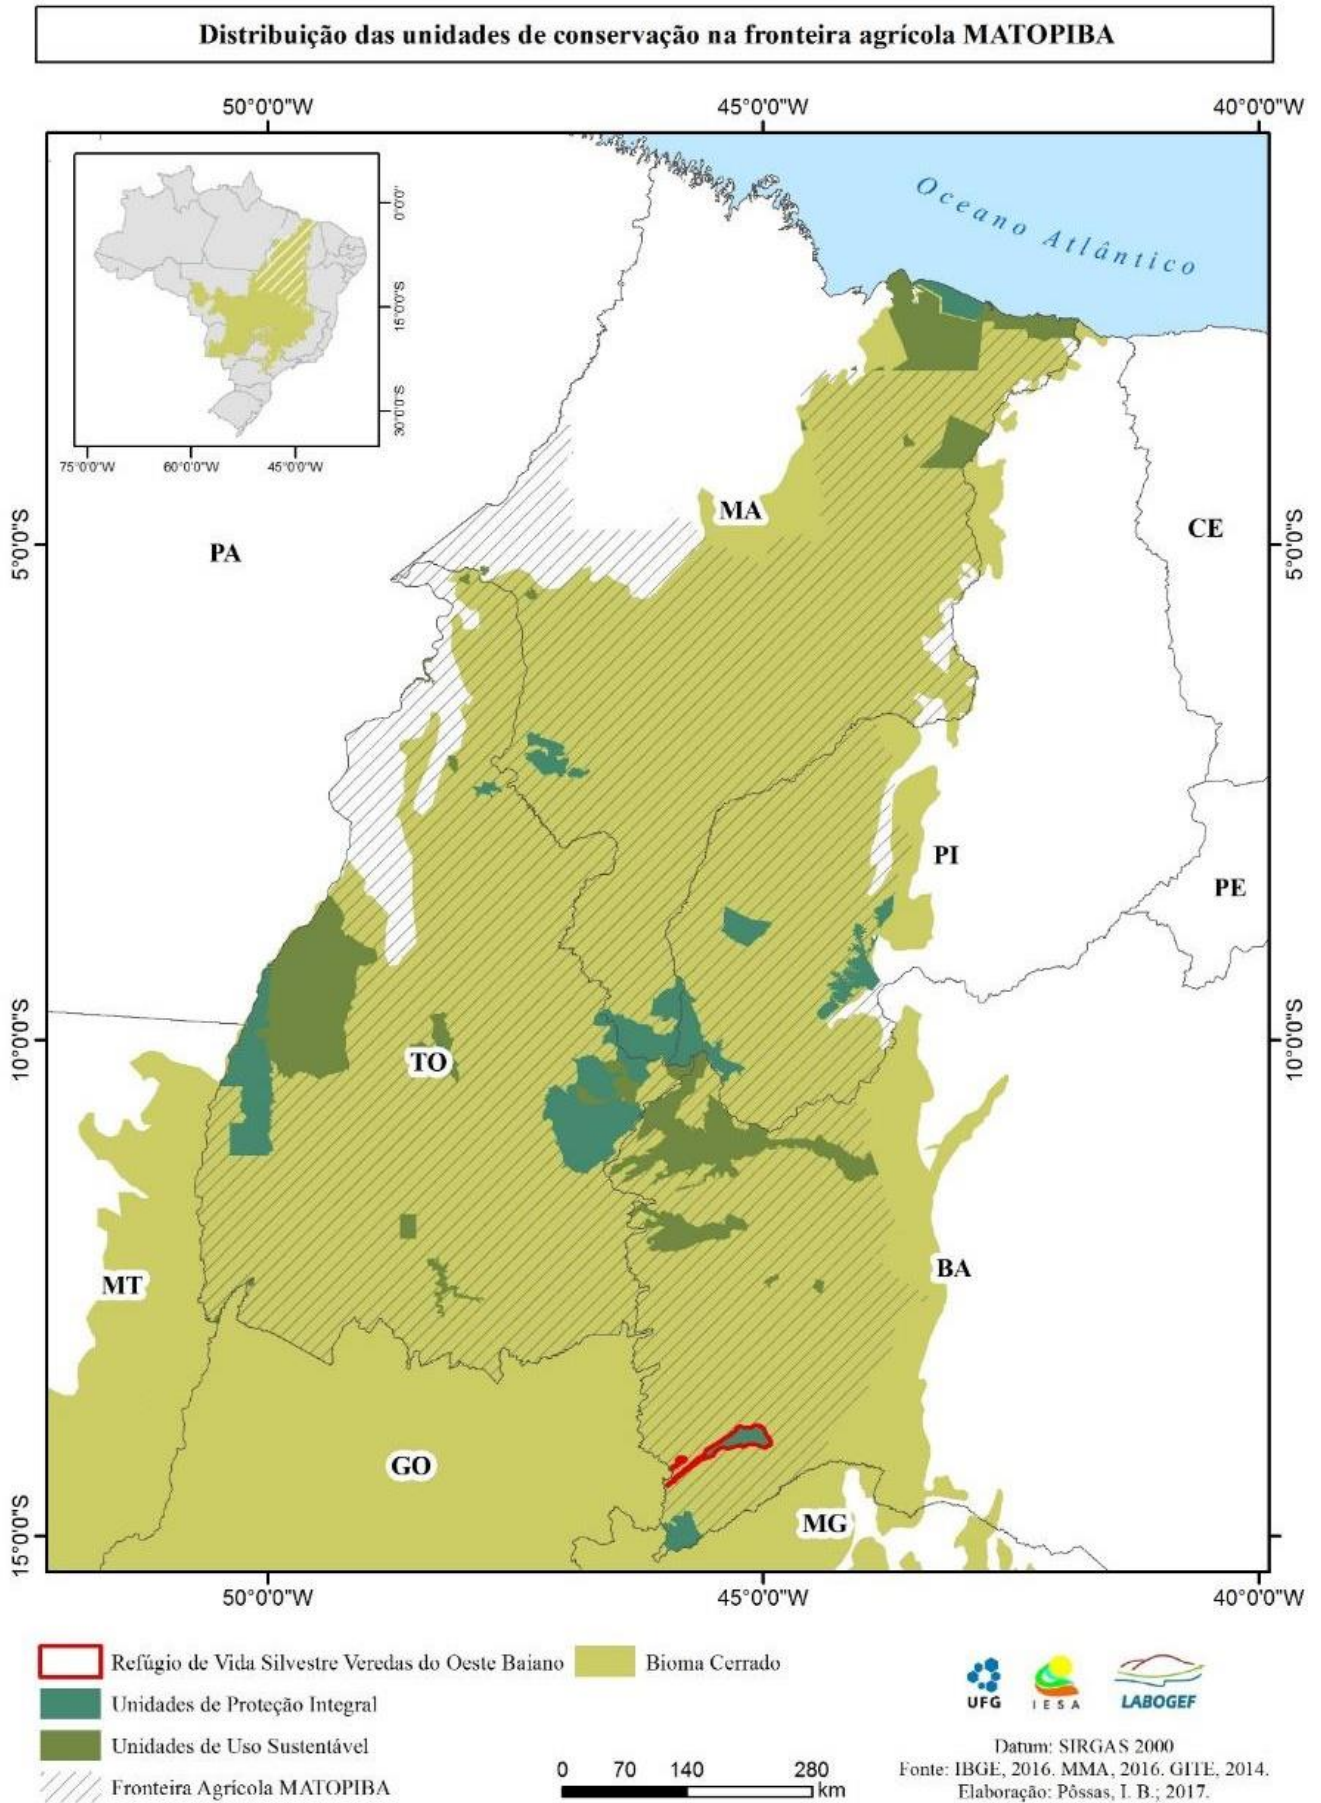 Distribuição das unidades de conservação na fronteira agrícola MATOPIBA
50°0'0"W 45°0'0"W 40°0'0"W
0°0'0"
15°0'0"S
30°0'0"S
75°0'0"W 60°0'0"W 45°0'0"W
Oceano Atlântico
5°0'0"S
5°0'0"S
10°0'0"S
10°0'0"S
15°0'0"S
PA
MA
CE
PI
PE
TO
MT
BA
GO
MG
50°0'0"W 45°0'0"W 40°0'0"W
Refúgio de Vida Silvestre Veredas do Oeste Baiano
Bioma Cerrado
Unidades de Proteção Integral
Unidades de Uso Sustentável
Fronteira Agrícola MATOPIBA
0 70 140 280
km
UFG
IESA
LABOGEF
Datum: SIRGAS 2000
Fonte: IBGE, 2016. MMA, 2016. GITE, 2014.
Elaboração: Pôssas, I. B.; 2017.